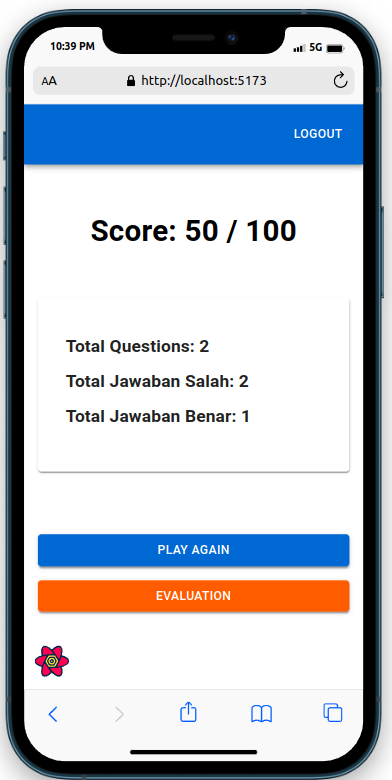 10:39 PM
5G
AA
http://localhost:5173
LOGOUT
Score: 50 / 100
Total Questions: 2
Total Jawaban Salah: 2
Total Jawaban Benar: 1
PLAY AGAIN
EVALUATION